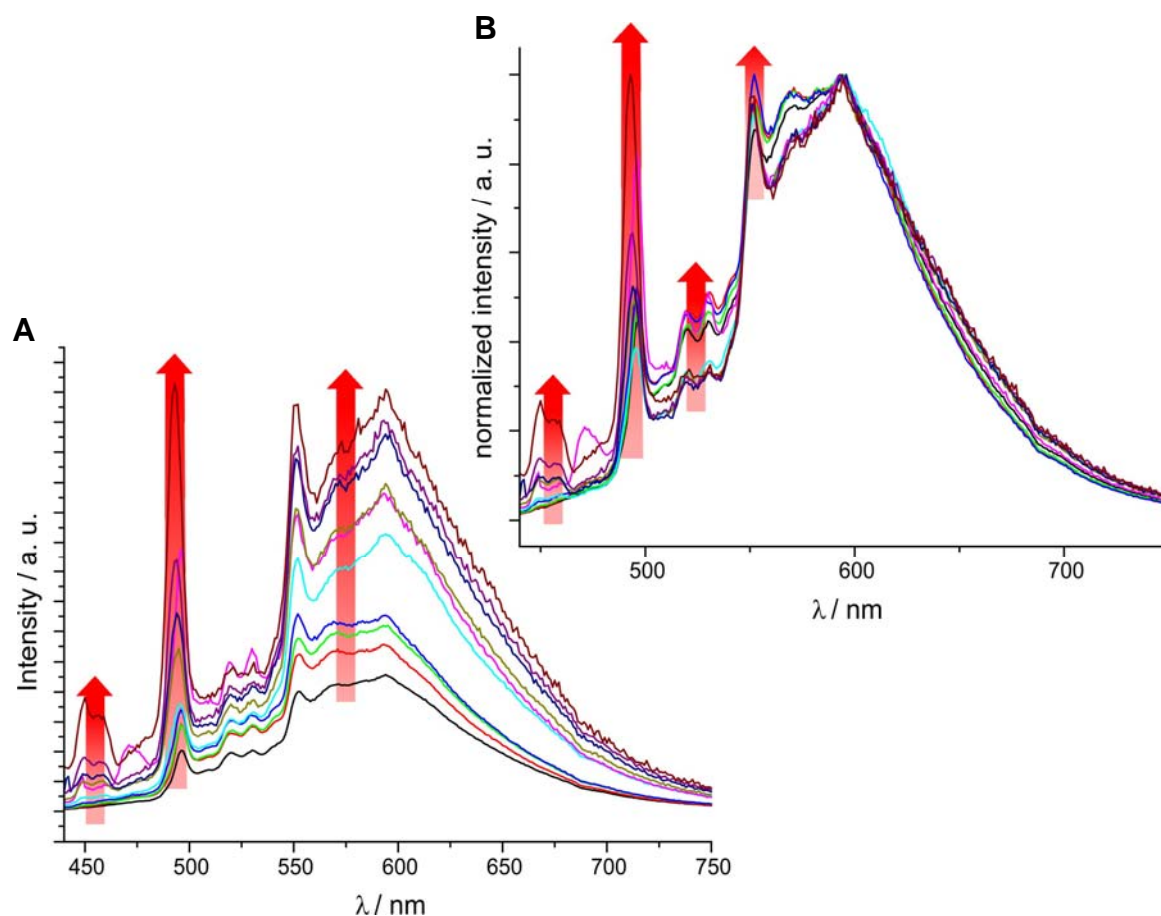 B
normalized intensity / a. u.
500 600 700
λ / nm
A
Intensity / a. u.
450 500 550 600 650 700 750
λ / nm